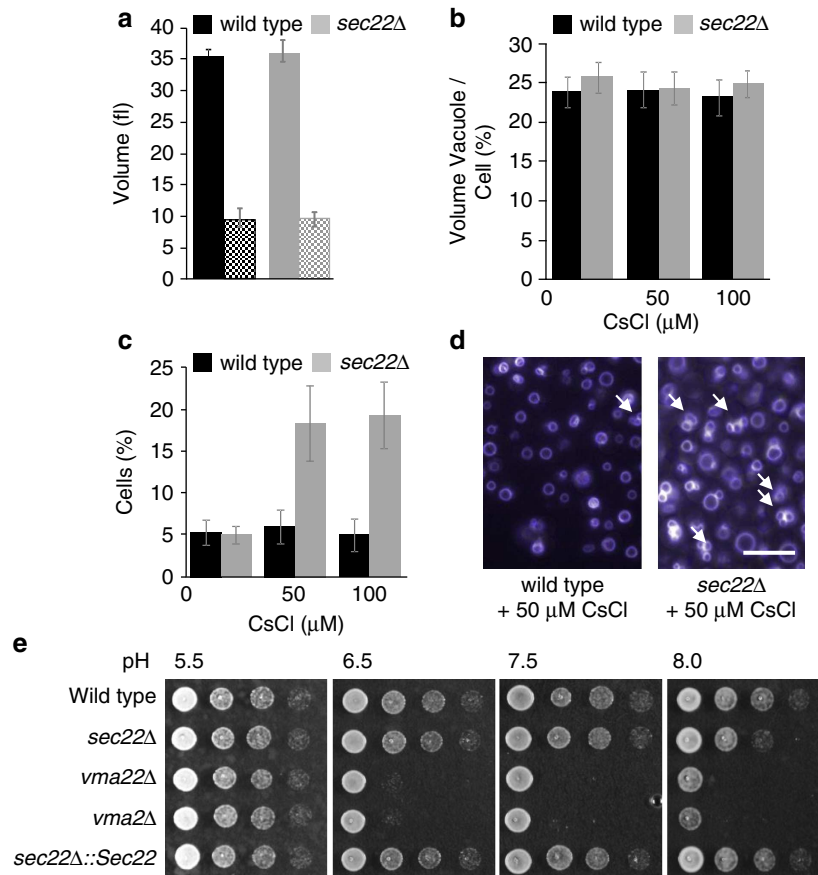 a
wild type sec22Δ
Volume (fl)
40
35
30
25
20
15
10
5
0
b
wild type sec22Δ
Volume Vacuole /
Cell (%)
30
25
20
15
10
5
0
0 50 100
CsCl (μM)
c
wild type sec22Δ
Cells (%)
25
20
15
10
5
0
0 50 100
CsCl (μM)
d
wild type
+ 50 μM CsCl
sec22Δ
+ 50 μM CsCl
e
pH 5.5 6.5 7.5 8.0
Wild type
sec22Δ
vma22Δ
vma2Δ
sec22Δ::Sec22